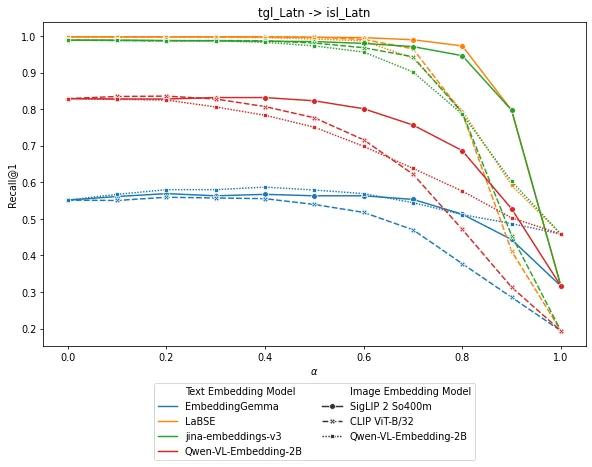 tgl_Latn -> isl_Latn
Recall@1
1.0
0.9
0.8
0.7
0.6
0.5
0.4
0.3
0.2
0.0 0.2 0.4 0.6 0.8 1.0
α
Text Embedding Model Image Embedding Model
EmbeddingGemma SigLIP 2 So400m
LaBSE CLIP ViT-B/32
jina-embeddings-v3 Qwen-VL-Embedding-2B
Qwen-VL-Embedding-2B